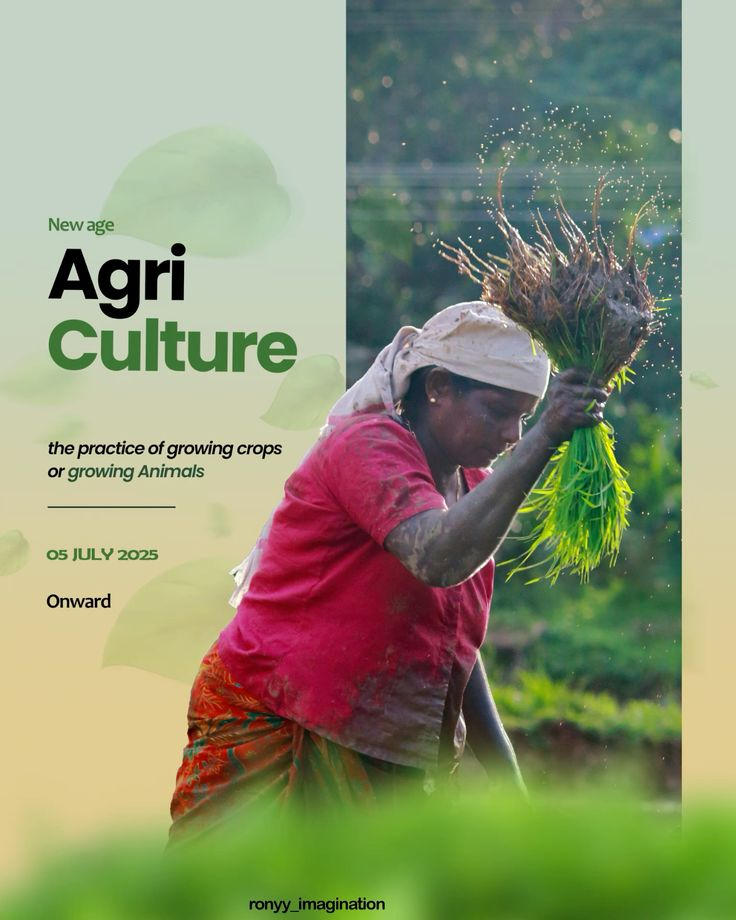 New age
Agri
Culture
the practice of growing crops
or growing Animals
05 JULY 2025
Onward
ronyy_imagination